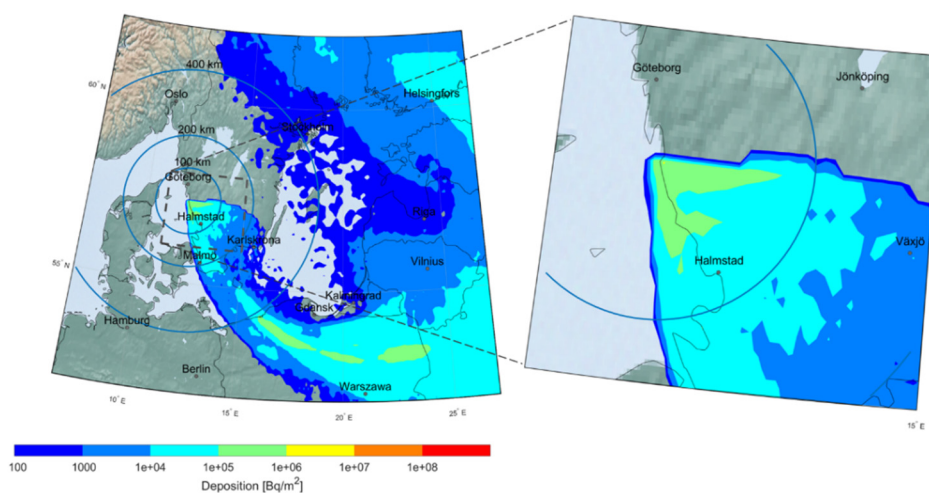 400 km
60° N
Oslo
Helsingfors
Stockholm
200 km
100 km
Göteborg
Halmstad
Riga
Karlskrona
Malmö
Vilnius
55° N
Kaliningrad
Gdansk
Hamburg
Berlin
Warszawa
10° E
15° E
20° E
25° E
Göteborg
Jönköping
Växjö
Halmstad
15° E
100 1000 1e+04 1e+05 1e+06 1e+07 1e+08
Deposition [Bq/m²]